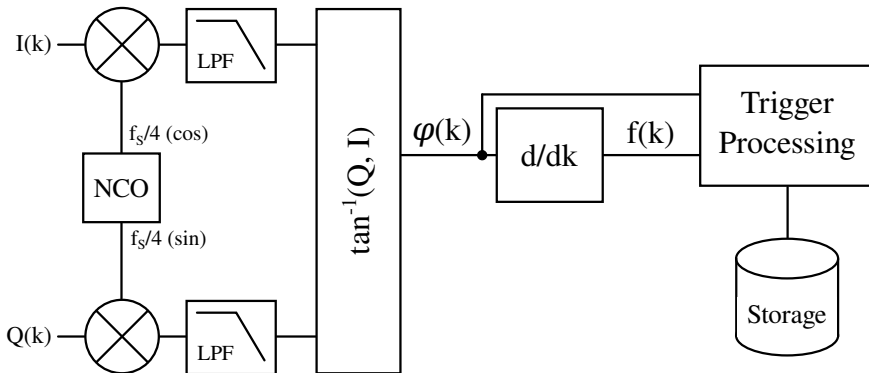 I(k)
LPF
f_s/4 (cos)
NCO
f_s/4 (sin)
Q(k)
LPF
tan⁻¹(Q, I)
φ(k)
d/dk
f(k)
Trigger
Processing
Storage